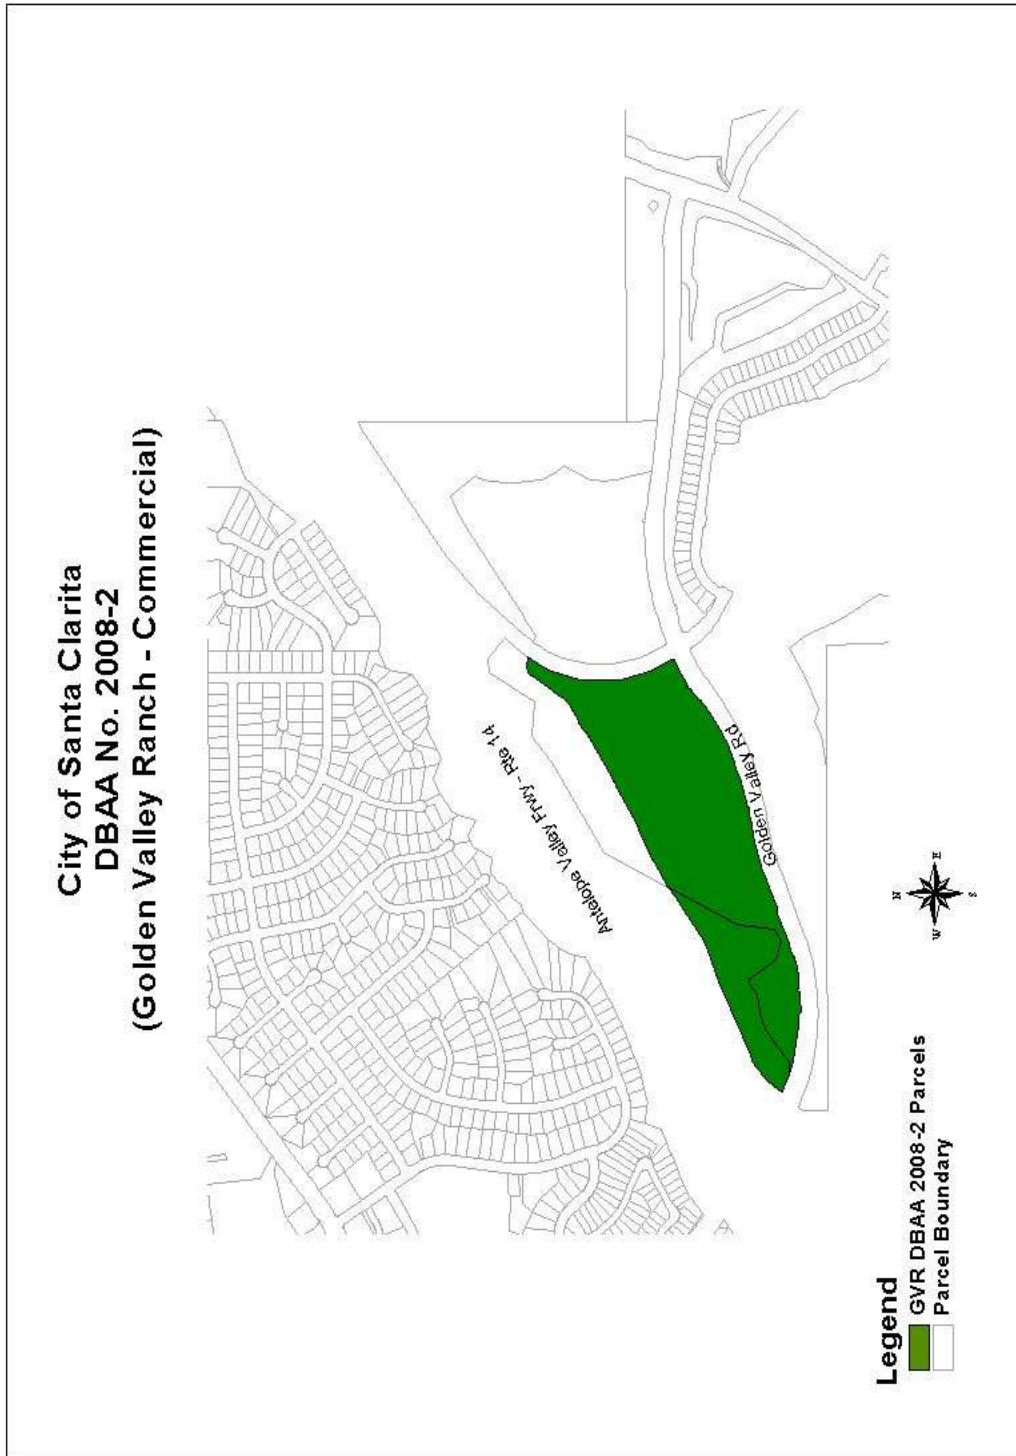 City of Santa Clarita
DBAA No. 2008-2
(Golden Valley Ranch - Commercial)
Antelope Valley Frwy - Rte 14
Golden Valley Rd
N
W
E
S
Legend
GVR DBAA 2008-2 Parcels
Parcel Boundary